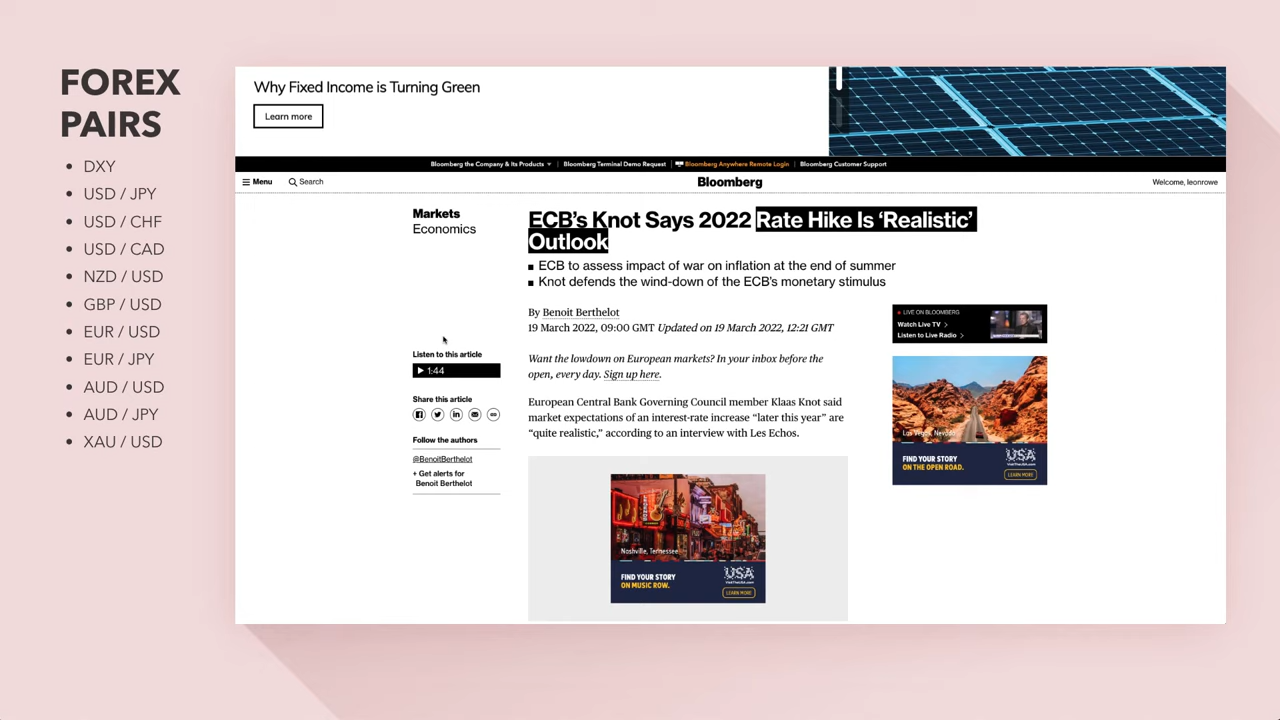 FOREX
PAIRS
• DXY
• USD / JPY
• USD / CHF
• USD / CAD
• NZD / USD
• GBP / USD
• EUR / USD
• EUR / JPY
• AUD / USD
• AUD / JPY
• XAU / USD
Why Fixed Income is Turning Green
Learn more
Bloomberg the Company & Its Products | Bloomberg Terminal Demo Request | Bloomberg Anywhere Remote Login | Bloomberg Customer Support
Menu Search Bloomberg Welcome, leonrowe
Markets
Economics
ECB’s Knot Says 2022 Rate Hike Is ‘Realistic’
Outlook
ECB to assess impact of war on inflation at the end of summer
Knot defends the wind-down of the ECB’s monetary stimulus
By Benoit Berthelot
19 March 2022, 09:00 GMT Updated on 19 March 2022, 12:21 GMT
Listen to this article
1:44
Share this article
Follow the authors
@BenoitBerthelot
+ Get alerts for
Benoit Berthelot
Want the lowdown on European markets? In your inbox before the
open, every day. Sign up here.
European Central Bank Governing Council member Klaas Knot said
market expectations of an interest-rate increase “later this year” are
“quite realistic,” according to an interview with Les Echos.
Nashville, Tennessee
FIND YOUR STORY
ON MUSIC ROW.
USA
VisitTheUSA.com
LEARN MORE
LIVE ON BLOOMBERG
Watch Live TV
Listen to Live Radio
Las Vegas, Nevada
FIND YOUR STORY
ON THE OPEN ROAD.
USA
VisitTheUSA.com
LEARN MORE